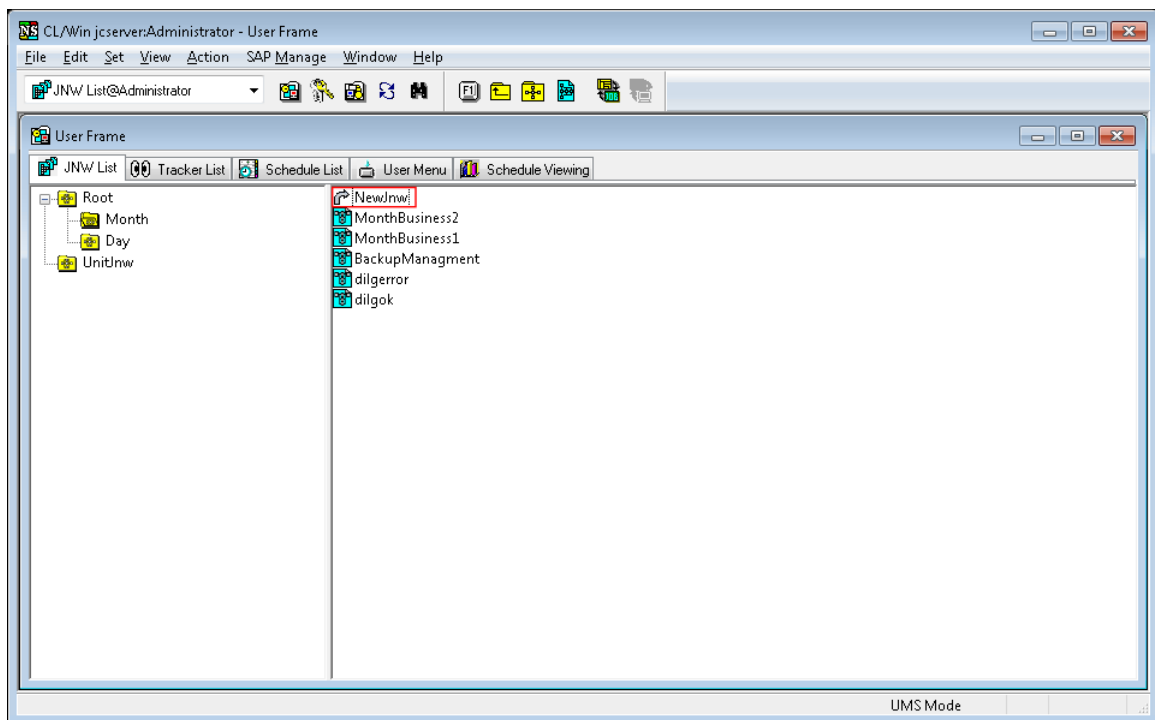 CL/Win jcserver:Administrator - User Frame
File Edit Set View Action SAP Manage Window Help
JNW List@Administrator
User Frame
JNW List Tracker List Schedule List User Menu Schedule Viewing
Root
Month
Day
UnitJnw
NewJnw
MonthBusiness2
MonthBusiness1
BackupManagment
dilgerror
dilgok
UMS Mode